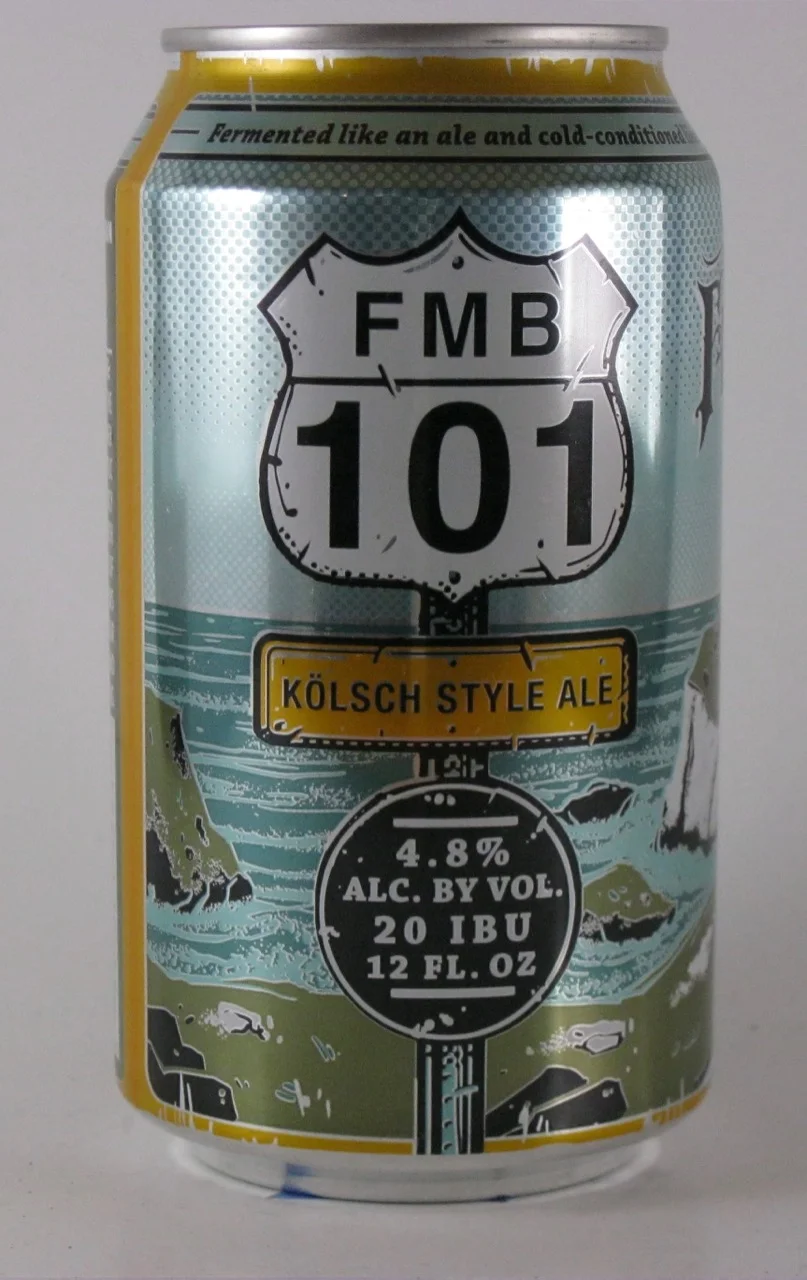 Fermented like an ale and cold-conditioned
FMB
101
KÖLSCH STYLE ALE
4.8%
ALC. BY VOL.
20 IBU
12 FL. OZ